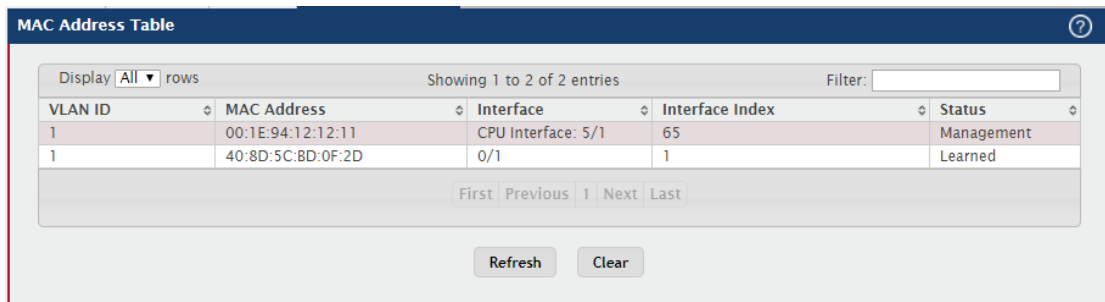 MAC Address Table ?
Display All ▼ rows Showing 1 to 2 of 2 entries Filter:
VLAN ID MAC Address Interface Interface Index Status
1 00:1E:94:12:12:11 CPU Interface: 5/1 65 Management
1 40:8D:5C:BD:0F:2D 0/1 1 Learned
First Previous 1 Next Last
Refresh Clear